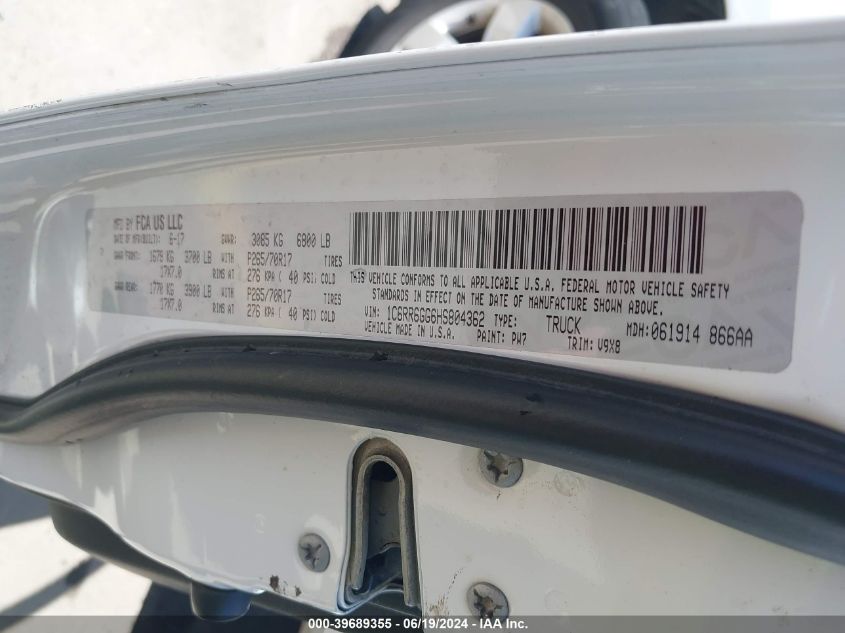 MFD BY FCA US LLC
DATE OF MFR(BUILT): 6-17 GVWR: 3085 KG 6800 LB
GAWR FRONT: 1679 KG 3700 LB WITH P265/70R17 TIRES
17X7.0 RIMS AT 276 KPA ( 40 PSI) COLD
GAWR REAR: 1770 KG 3900 LB WITH P265/70R17 TIRES
17X7.0 RIMS AT 276 KPA ( 40 PSI) COLD
THIS VEHICLE CONFORMS TO ALL APPLICABLE U.S.A. FEDERAL MOTOR VEHICLE SAFETY
STANDARDS IN EFFECT ON THE DATE OF MANUFACTURE SHOWN ABOVE.
VIN: 1C6RR6GG6HS804362 TYPE: TRUCK MDH:061914 866AA
VEHICLE MADE IN U.S.A. PAINT: PW7 TRIM: V9X8
000-39689355 - 06/19/2024 - IAA Inc.